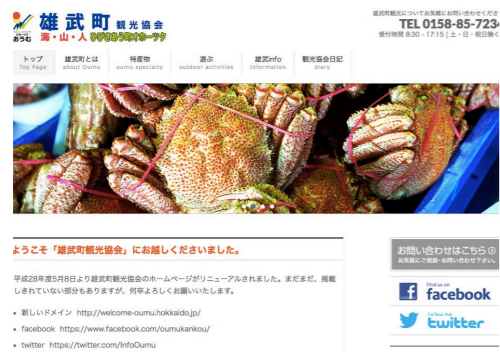 雄武町観光についてお気軽にお問い合わせくださ
雄武町 観光協会
TEL 0158-85-7234
おうむ 海・山・人 ひびきあう町オホーツク
受付時間 8:30 - 17:15 [ 土・日・祝日除く
トップ 雄武町とは 特産物 遊ぶ 雄武info 観光協会日記
Top Page about Oumu oumu specialty outdoor activities Information diary
ようこそ「雄武町観光協会」にお越しくださいました。
お問い合わせはこちら
お気軽にご相談・お問い合わせ下さい。
平成28年度5月8日より雄武町観光協会のホームページがリニューアルされました。まだまだ、掲載
しきれていない部分もありますが、何卒よろしくお願いいたします。
Find us on
facebook
新しいドメイン http://welcome-oumu.hokkaido.jp/
Follow me
twitter
facebook https://www.facebook.com/oumukankou/
twitter https://twitter.com/InfoOumu